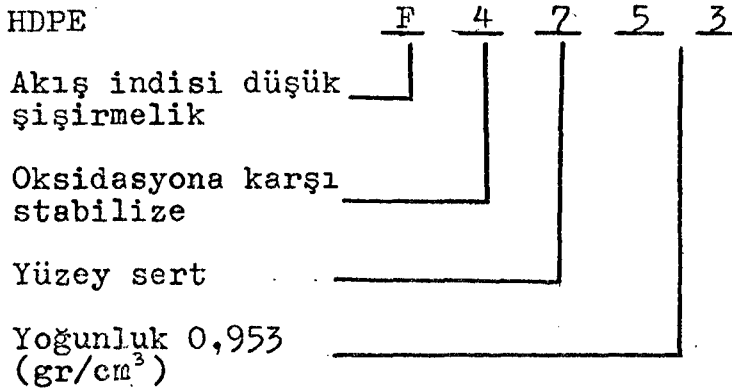 HDPE F 4 7 5 3
Akış indisi düşük
şişirmelik
Oksidasyona karşı
stabilize
Yüzey sert
Yoğunluk 0,953
(gr/cm³)